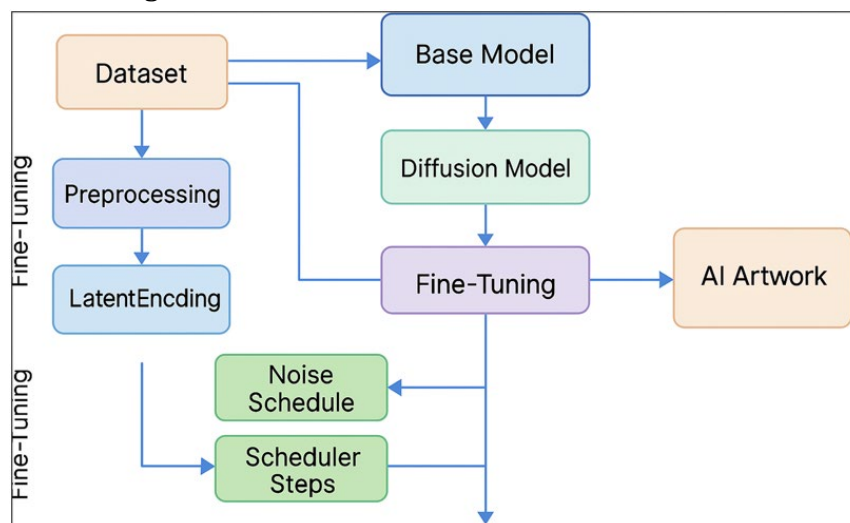 Dataset
Base Model
Preprocessing
Diffusion Model
Fine-Tuning
LatentEncding
Fine-Tuning
AI Artwork
Noise
Schedule
Fine-Tuning
Scheduler
Steps